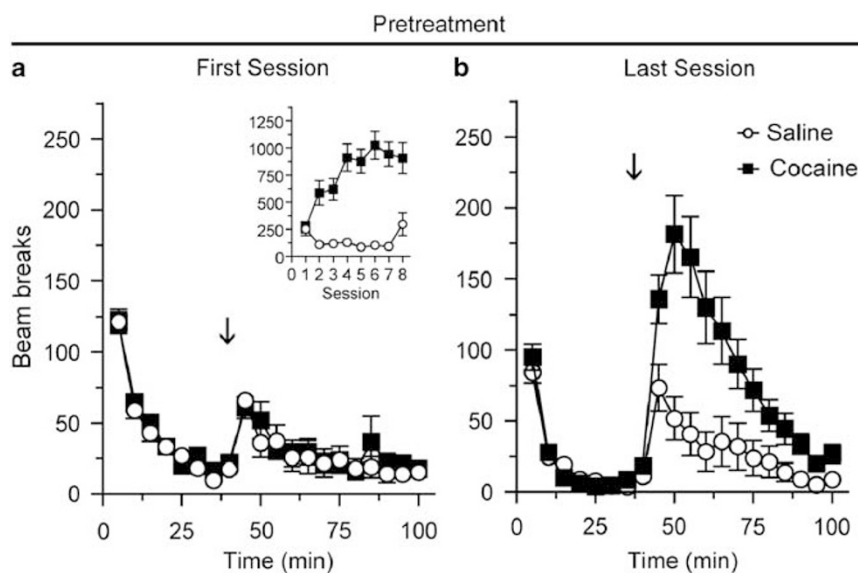 Pretreatment
a First Session
b Last Session
Beam breaks
250
200
150
100
50
0
0 25 50 75 100
Time (min)
1250
1000
750
500
250
0
0 1 2 3 4 5 6 7 8
Session
↓
250
200
150
100
50
0
0 25 50 75 100
Time (min)
↓
Saline
Cocaine